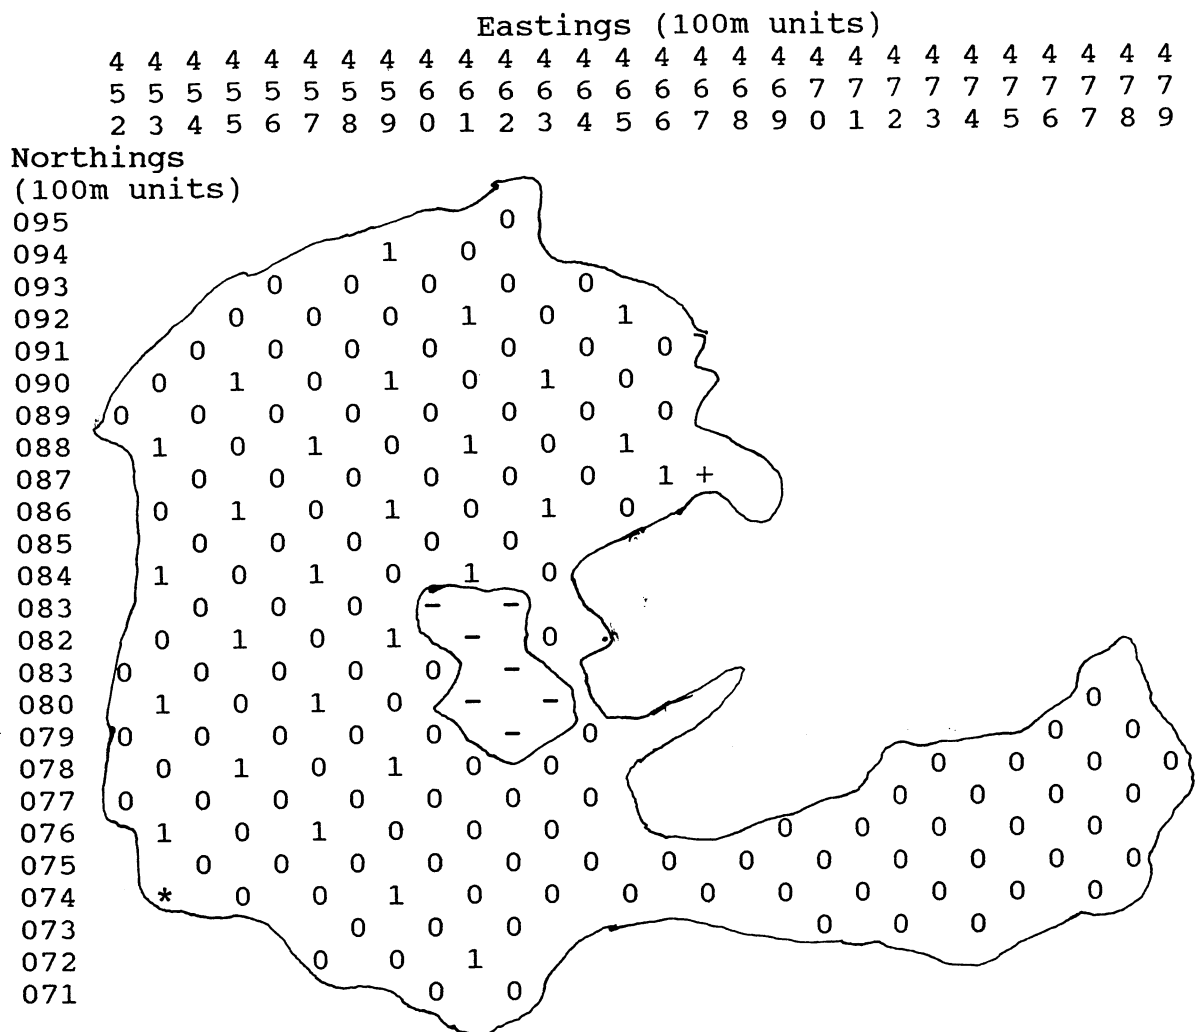 Eastings (100m units)
4 4 4 4 4 4 4 4 4 4 4 4 4 4 4 4 4 4 4 4 4 4 4 4 4 4 4 4
5 5 5 5 5 5 5 5 6 6 6 6 6 6 6 6 6 6 7 7 7 7 7 7 7 7 7 7
2 3 4 5 6 7 8 9 0 1 2 3 4 5 6 7 8 9 0 1 2 3 4 5 6 7 8 9
Northings
(100m units)
095 0
094 1 0
093 0 0 0 0 0
092 0 0 0 1 0 1
091 0 0 0 0 0 0 0
090 0 1 0 1 0 1 0
089 0 0 0 0 0 0 0 0
088 1 0 1 0 1 0 1
087 0 0 0 0 0 0 1 +
086 0 1 0 1 0 1 0
085 0 0 0 0 0
084 1 0 1 0 1 0
083 0 0 0 - -
082 0 1 0 1 - 0
083 0 0 0 0 0 -
080 1 0 1 0 - - 0
079 0 0 0 0 0 - 0 0 0
078 0 1 0 1 0 0 0 0 0 0
077 0 0 0 0 0 0 0 0 0 0 0
076 1 0 1 0 0 0 0 0 0 0 0
075 0 0 0 0 0 0 0 0 0 0 0 0 0
074 * 0 0 1 0 0 0 0 0 0 0 0 0
073 0 0 0 0 0 0
072 0 0 1
071 0 0